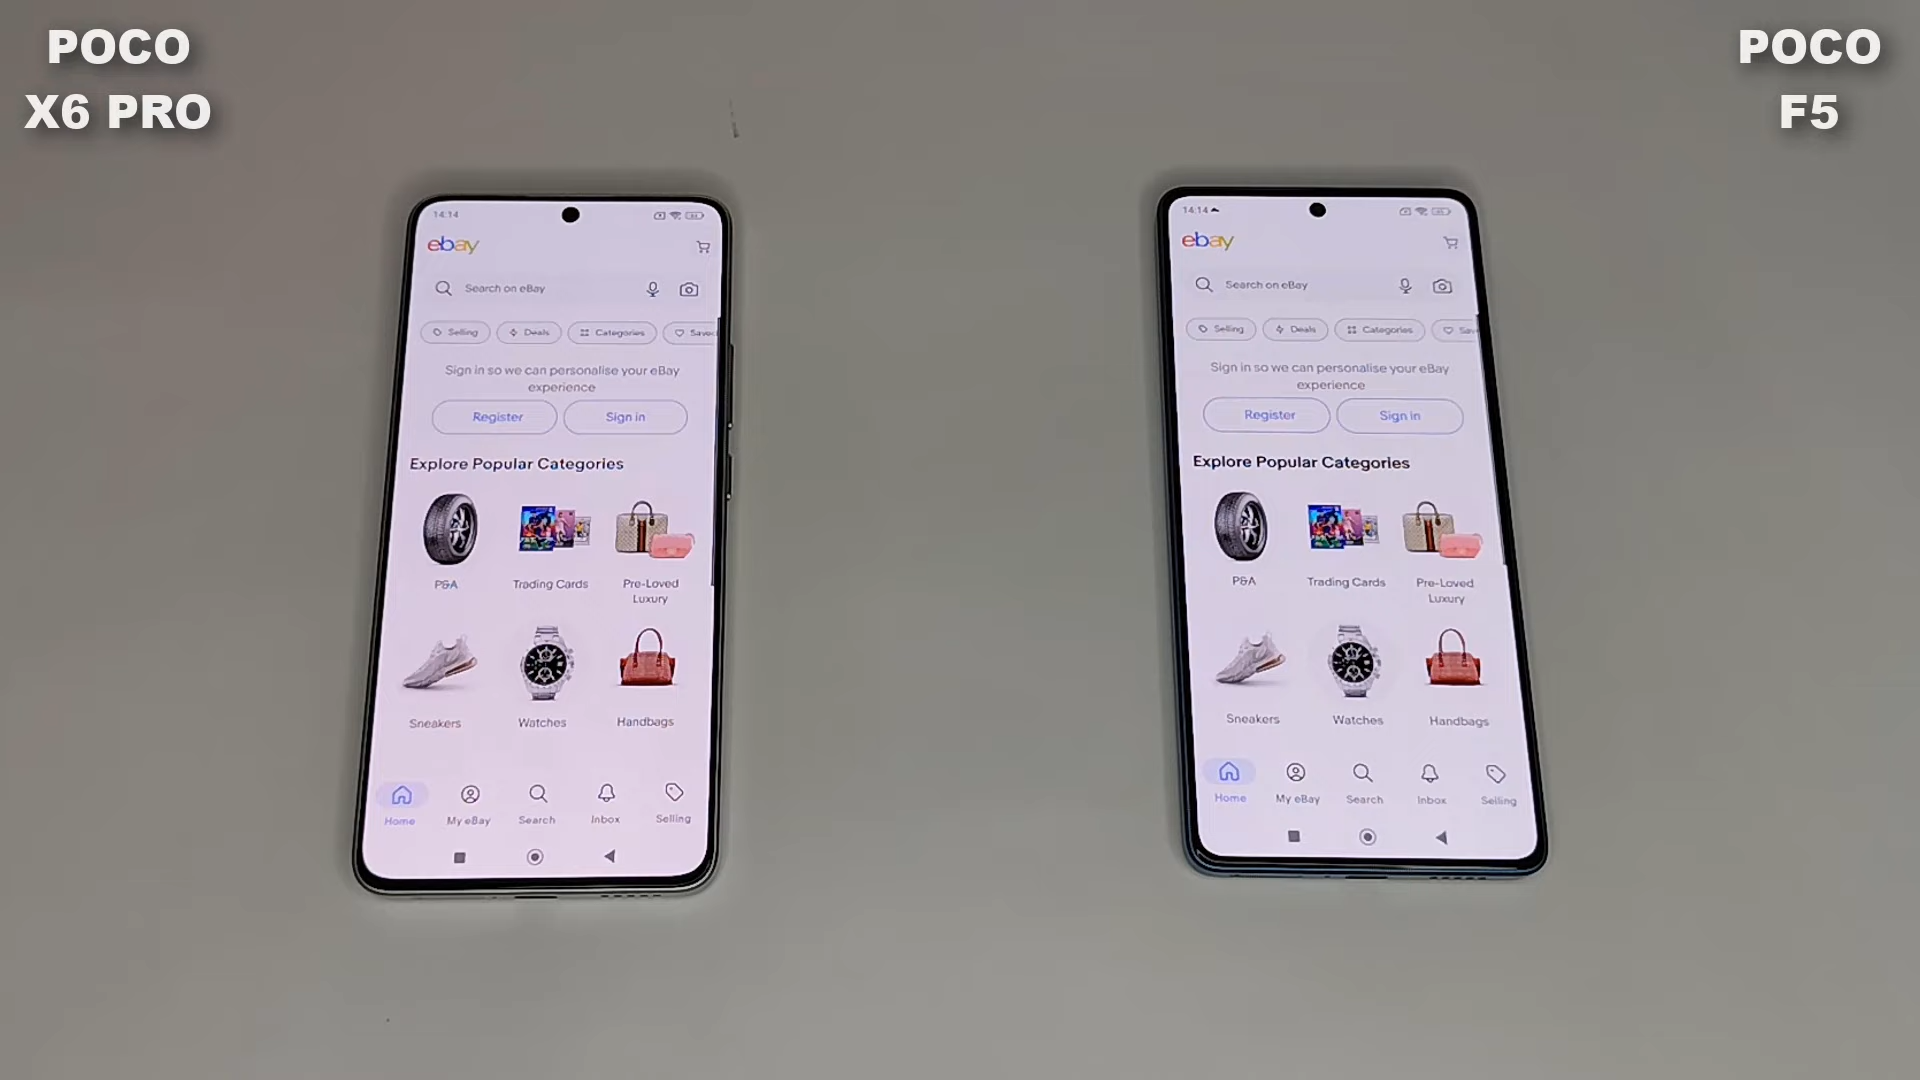 POCO
X6 PRO
POCO
F5
14:14
ebay
Search on eBay
Selling
Deals
Categories
Sign in so we can personalise your eBay
experience
Register
Sign in
Explore Popular Categories
P&A
Trading Cards
Pre-Loved
Luxury
Sneakers
Watches
Handbags
Home
My eBay
Search
Inbox
Selling
14:14
ebay
Search on eBay
Selling
Deals
Categories
Sign in so we can personalise your eBay
experience
Register
Sign in
Explore Popular Categories
P&A
Trading Cards
Pre-Loved
Luxury
Sneakers
Watches
Handbags
Home
My eBay
Search
Inbox
Selling